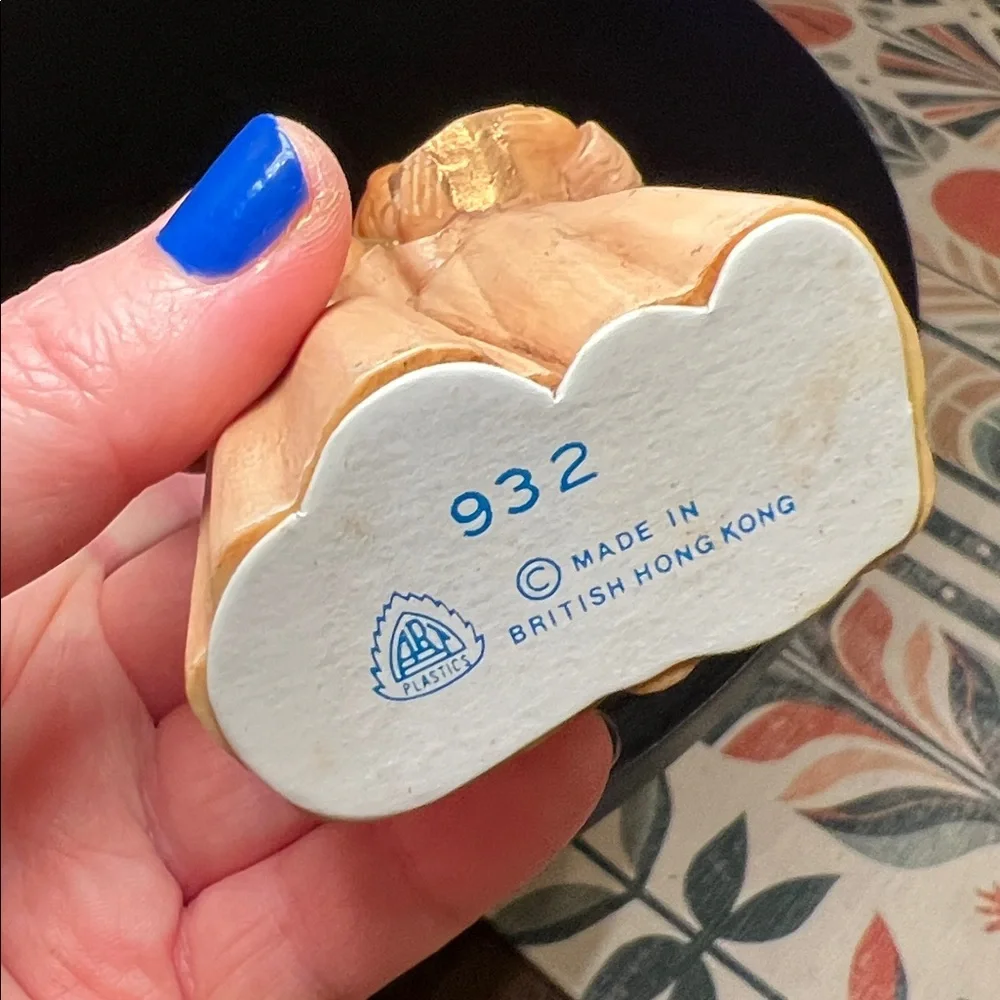 932
© MADE IN
BRITISH HONG KONG
ART
PLASTICS